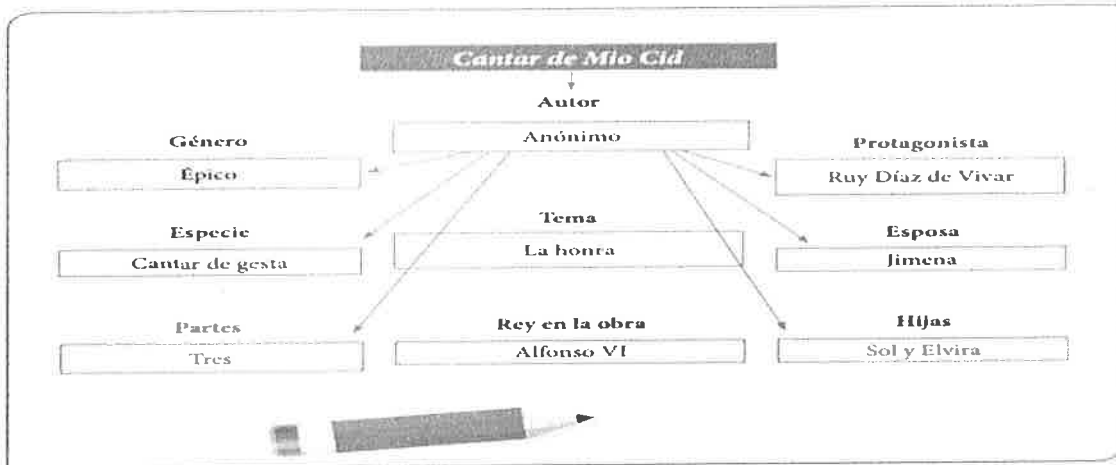 Cantar de Mio Cid
Autor
Anónimo
Género
Épico
Protagonista
Ruy Díaz de Vivar
Especie
Cantar de gesta
Tema
La honra
Esposa
Jimena
Partes
Tres
Rey en la obra
Alfonso VI
Hijas
Sol y Elvira